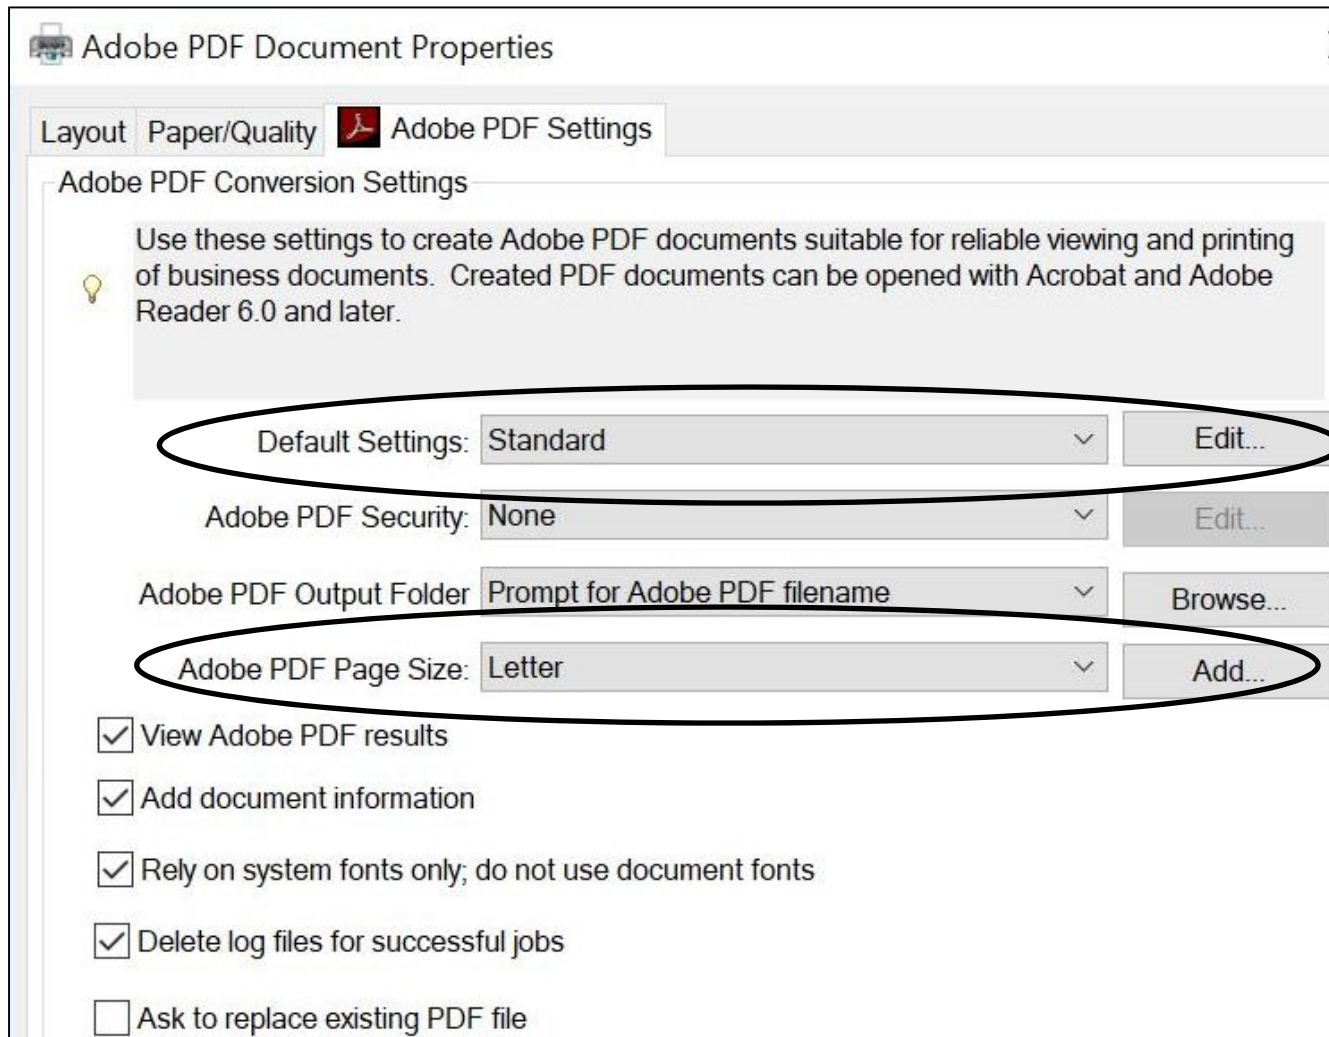 Adobe PDF Document Properties
Layout Paper/Quality Adobe PDF Settings
Adobe PDF Conversion Settings
Use these settings to create Adobe PDF documents suitable for reliable viewing and printing
of business documents.  Created PDF documents can be opened with Acrobat and Adobe
Reader 6.0 and later.
Default Settings: Standard Edit...
Adobe PDF Security: None Edit...
Adobe PDF Output Folder Prompt for Adobe PDF filename Browse...
Adobe PDF Page Size: Letter Add...
View Adobe PDF results
Add document information
Rely on system fonts only; do not use document fonts
Delete log files for successful jobs
Ask to replace existing PDF file